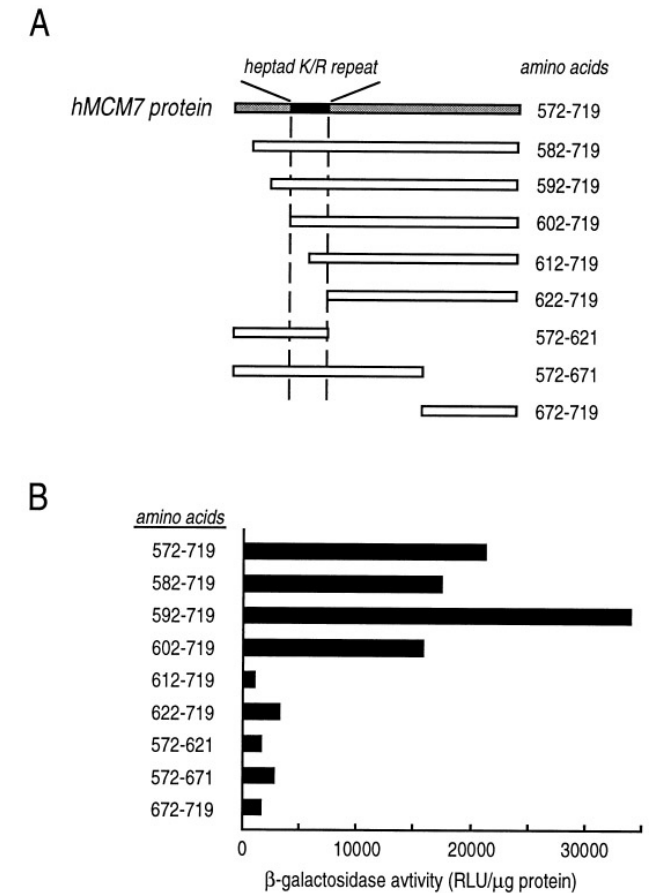 A
heptad K/R repeat amino acids
hMCM7 protein 572-719
582-719
592-719
602-719
612-719
622-719
572-621
572-671
672-719
B
amino acids
572-719
582-719
592-719
602-719
612-719
622-719
572-621
572-671
672-719
0 10000 20000 30000
β-galactosidase avtivity (RLU/μg protein)